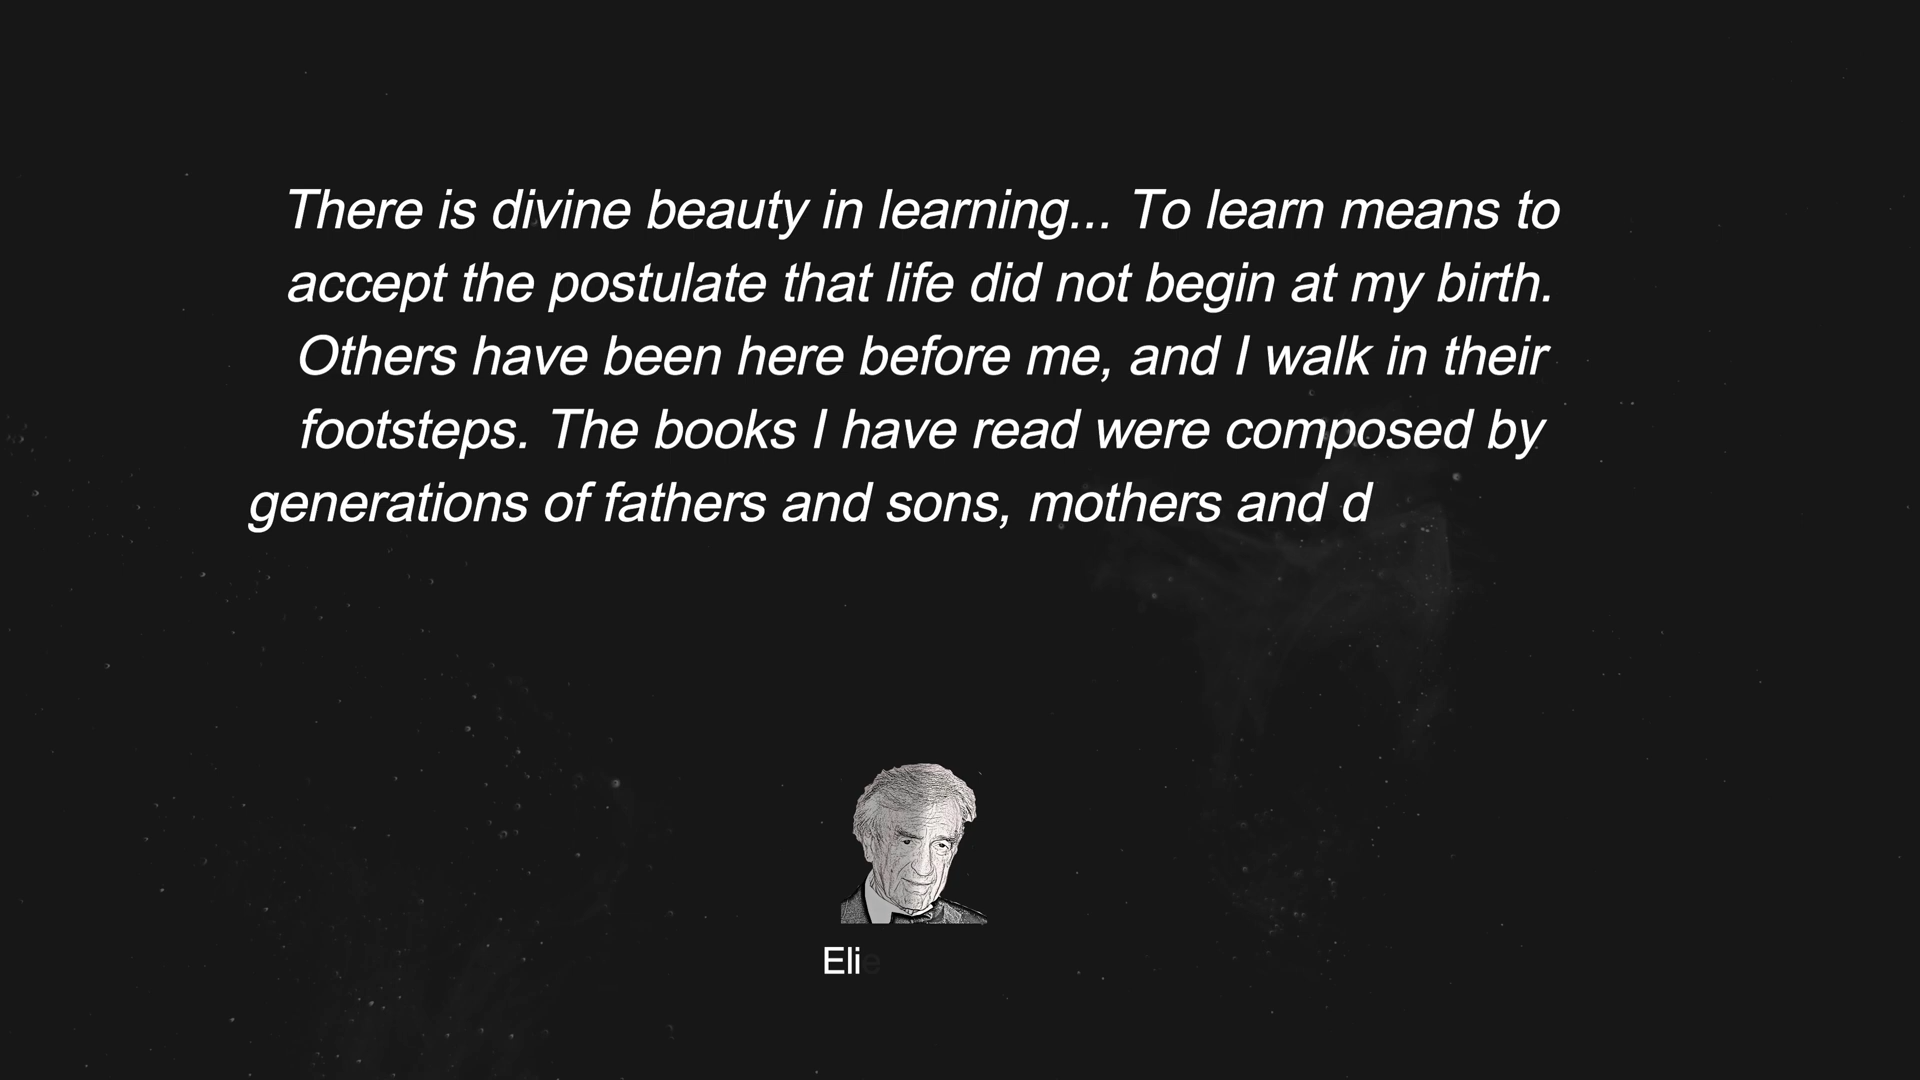 There is divine beauty in learning... To learn means to
accept the postulate that life did not begin at my birth.
Others have been here before me, and I walk in their
footsteps. The books I have read were composed by
generations of fathers and sons, mothers and d
Elie